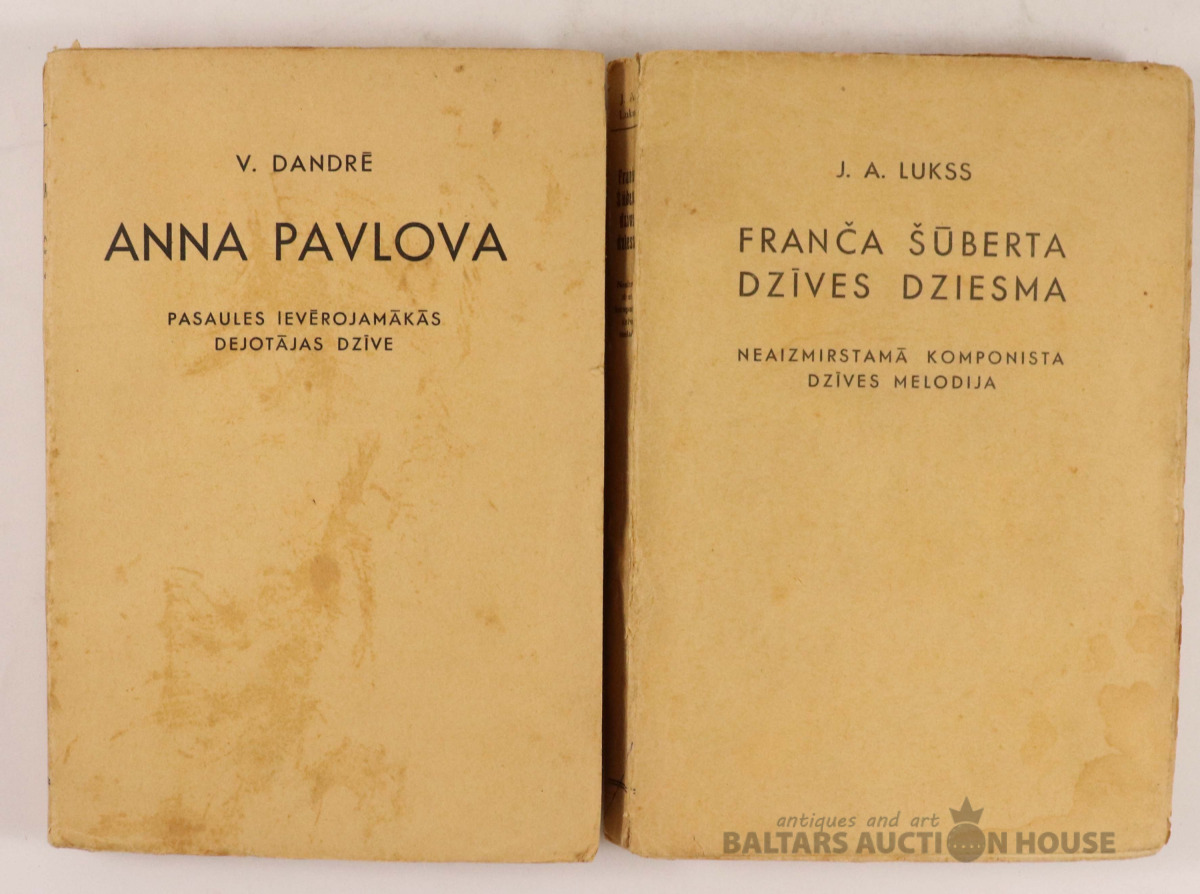 V. DANDRĒ
ANNA PAVLOVA
PASAULES IEVĒROJAMĀKĀS
DEJOTĀJAS DZĪVE
J. A. LUKSS
FRANČA ŠŪBERTA
DZĪVES DZIESMA
NEAIZMIRSTAMĀ KOMPONISTA
DZĪVES MELODIJA
antiques and art
BALTARS AUCTION HOUSE